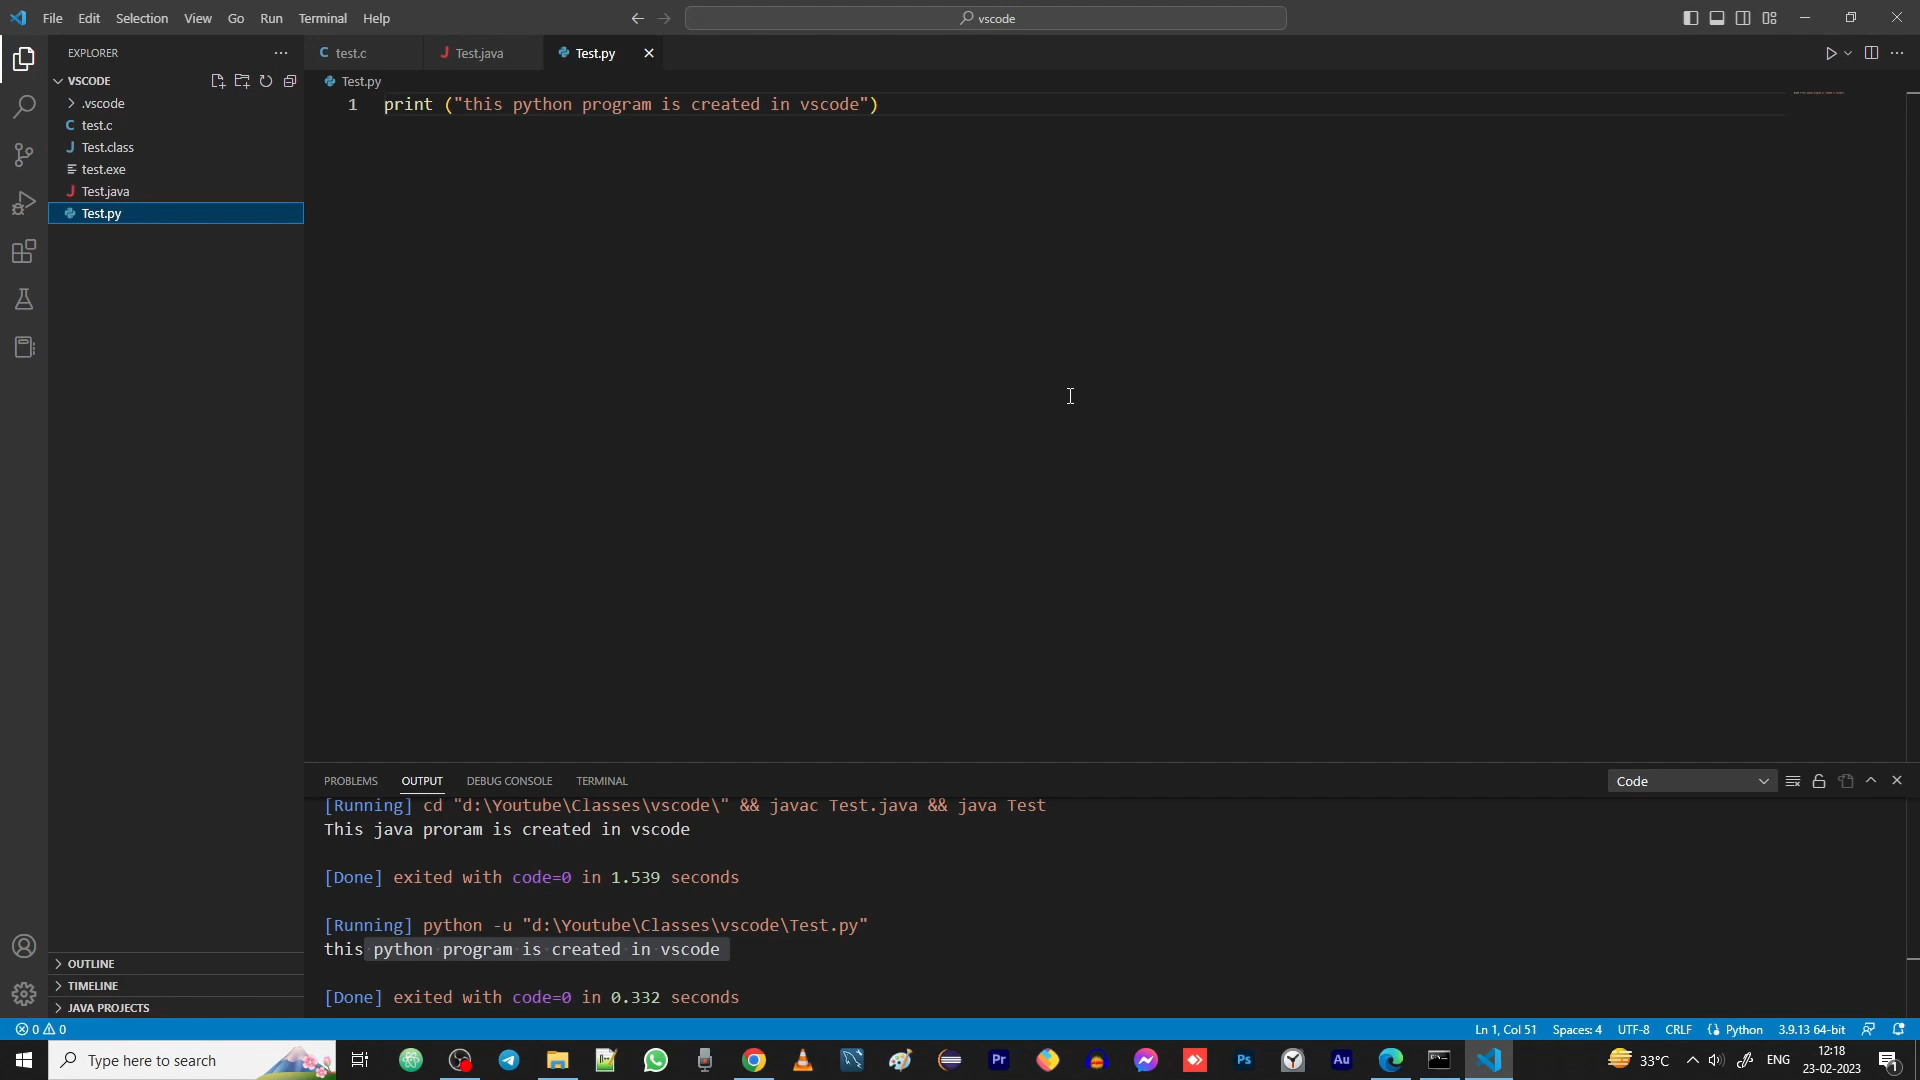 File Edit Selection View Go Run Terminal Help
vscode
EXPLORER
test.c
Test.java
Test.py
VSCODE
.vscode
test.c
Test.class
test.exe
Test.java
Test.py
Test.py
1 print ("this python program is created in vscode")
PROBLEMS OUTPUT DEBUG CONSOLE TERMINAL
Code
[Running] cd "d:\Youtube\Classes\vscode\" && javac Test.java && java Test
This java proram is created in vscode
[Done] exited with code=0 in 1.539 seconds
[Running] python -u "d:\Youtube\Classes\vscode\Test.py"
this python program is created in vscode
[Done] exited with code=0 in 0.332 seconds
OUTLINE
TIMELINE
JAVA PROJECTS
0 0
Ln 1, Col 51 Spaces: 4 UTF-8 CRLF Python 3.9.13 64-bit
Type here to search
Pr
Ps
Au
33°C
ENG
12:18
23-02-2023
1